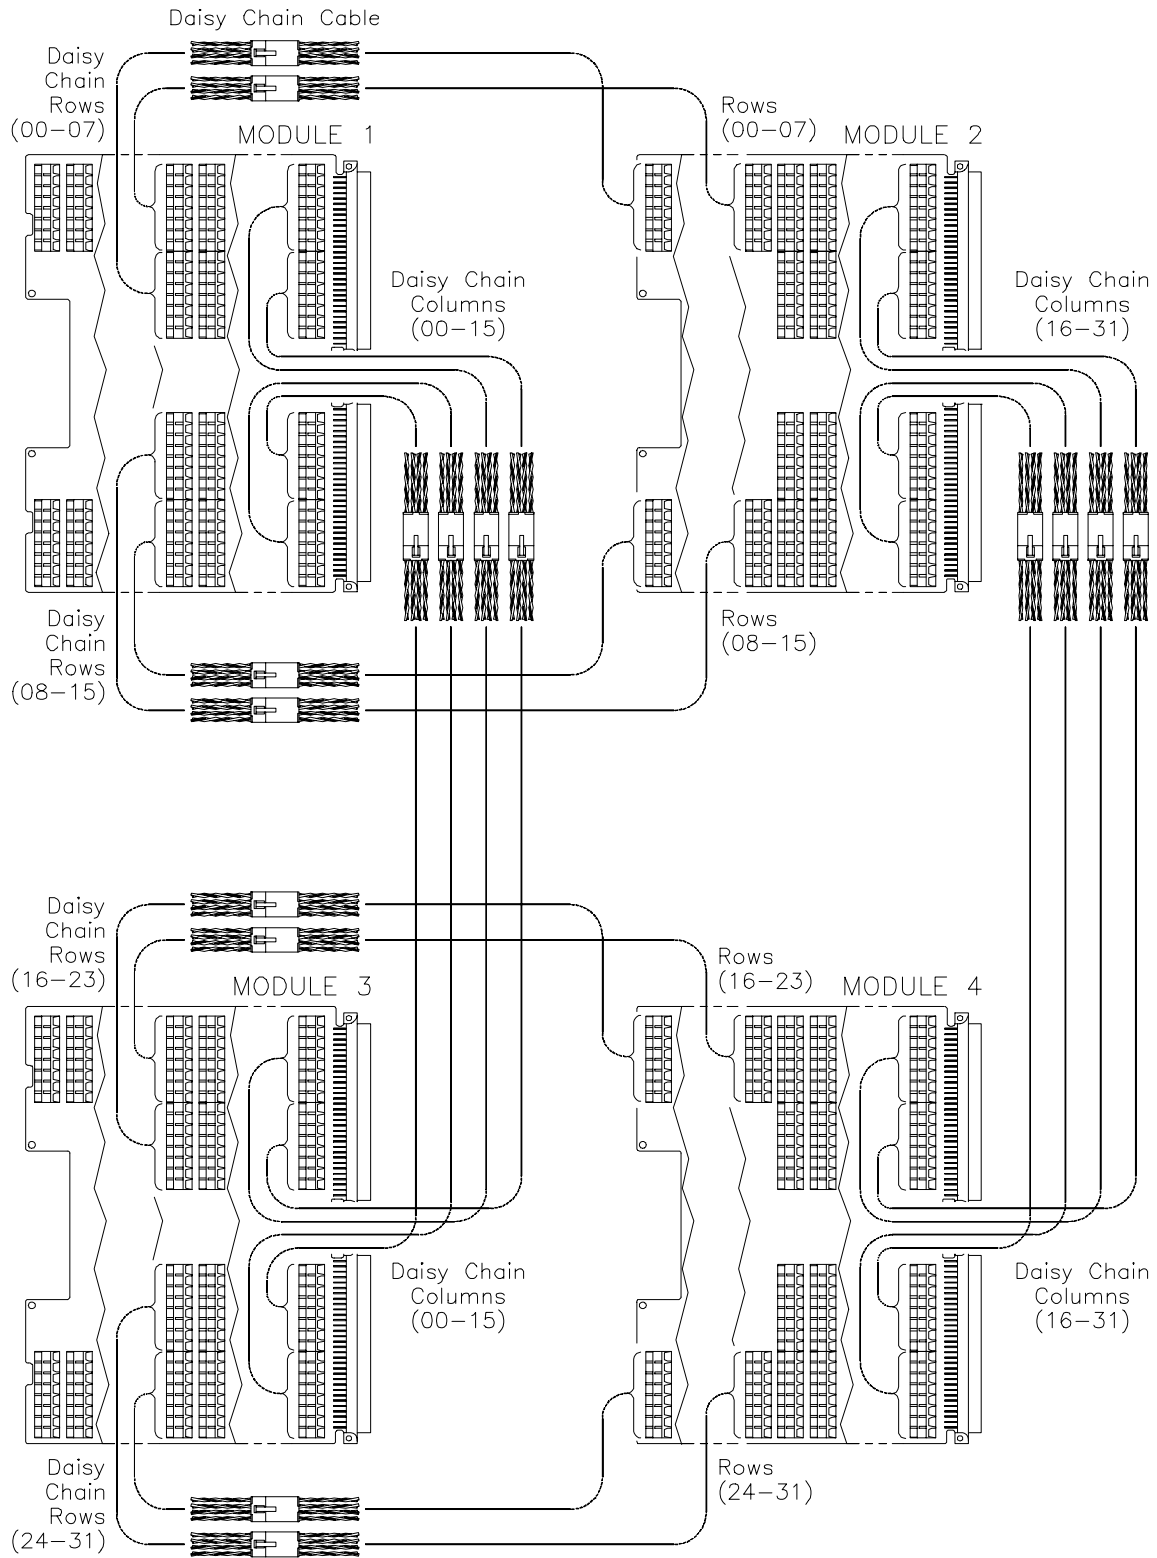 Daisy Chain Cable
Daisy
Chain
Rows
(00-07)
MODULE 1
Rows
(00-07)
MODULE 2
Daisy Chain
Columns
(00-15)
Daisy Chain
Columns
(16-31)
Daisy
Chain
Rows
(08-15)
Rows
(08-15)
Daisy
Chain
Rows
(16-23)
MODULE 3
Rows
(16-23)
MODULE 4
Daisy Chain
Columns
(00-15)
Daisy Chain
Columns
(16-31)
Daisy
Chain
Rows
(24-31)
Rows
(24-31)